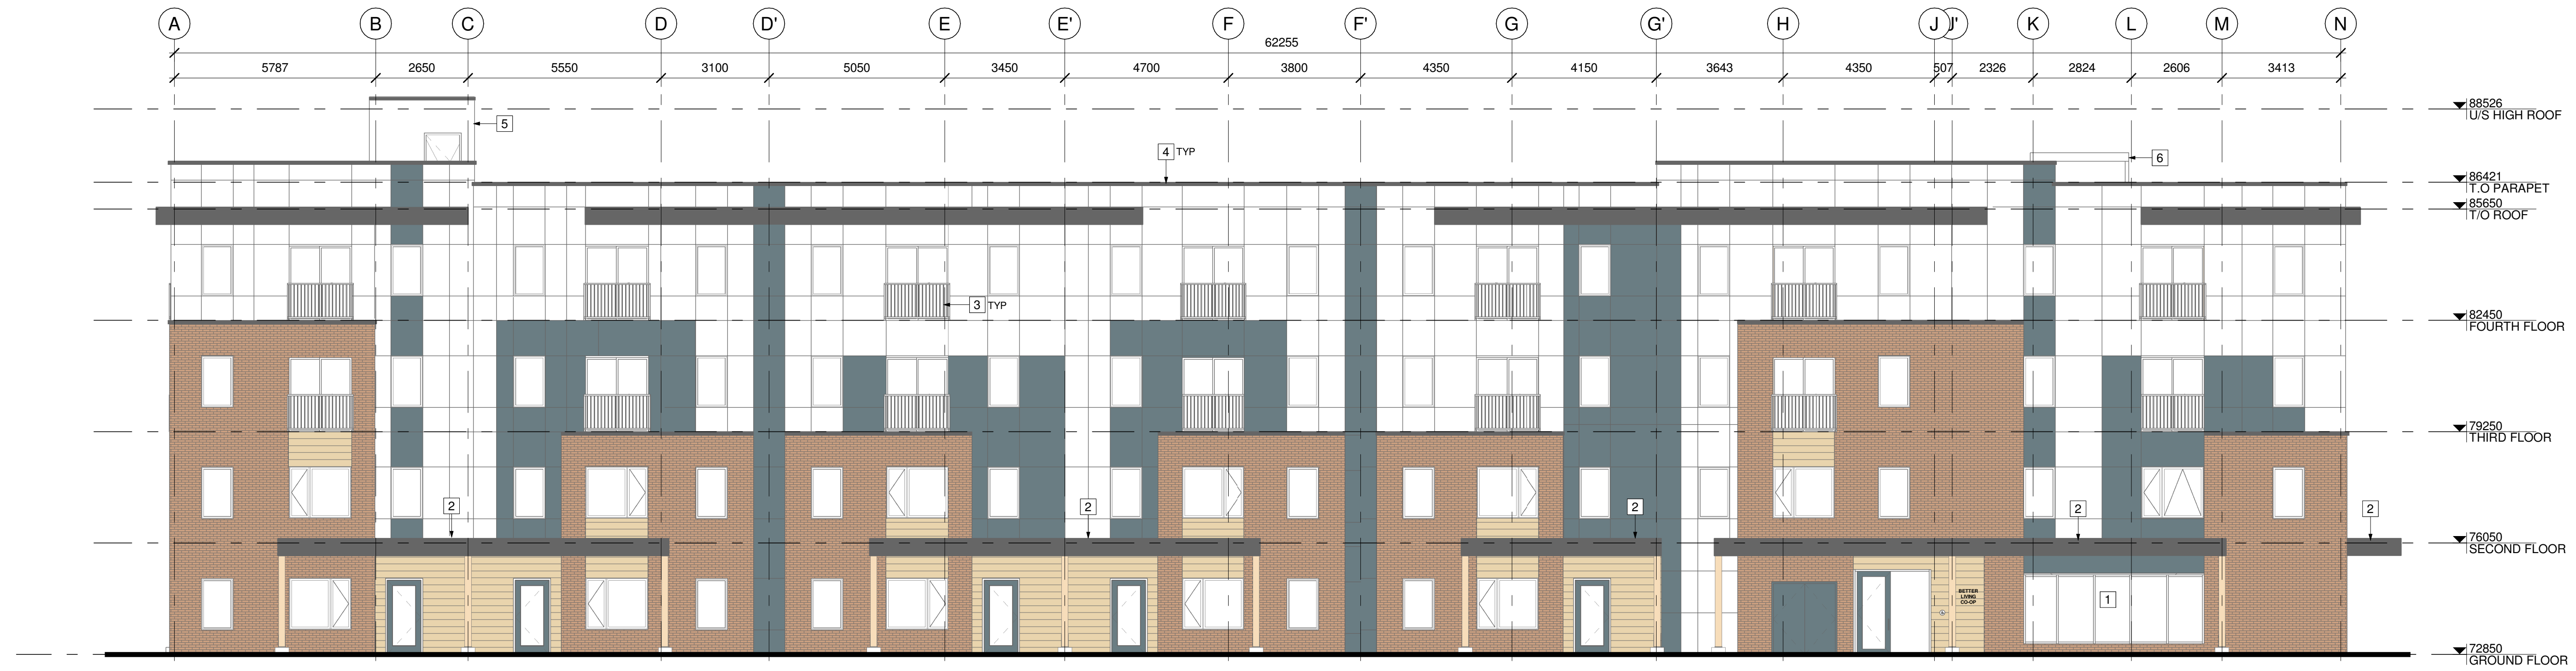 A B C D D' E E' F F' G G' H J J' K L M N
62255
5787 2650 5550 3100 5050 3450 4700 3800 4350 4150 3643 4350 507 2326 2824 2606 3413
88526
U/S HIGH ROOF
5
4 TYP
6
86421
T.O PARAPET
85650
T/O ROOF
3 TYP
82450
FOURTH FLOOR
79250
THIRD FLOOR
2 2 2 2 2
76050
SECOND FLOOR
BETTER
LIVING
CO-OP
1
72850
GROUND FLOOR